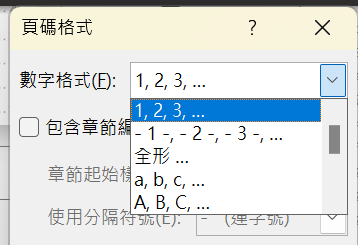 頁碼格式
數字格式(F):
1, 2, 3, ...
1, 2, 3, ...
- 1 -, - 2 -, - 3 -, ...
全形 ...
a, b, c, ...
A, B, C, ...
包含章節編
章節起始樣
使用分隔符號(E):
- (連字號)